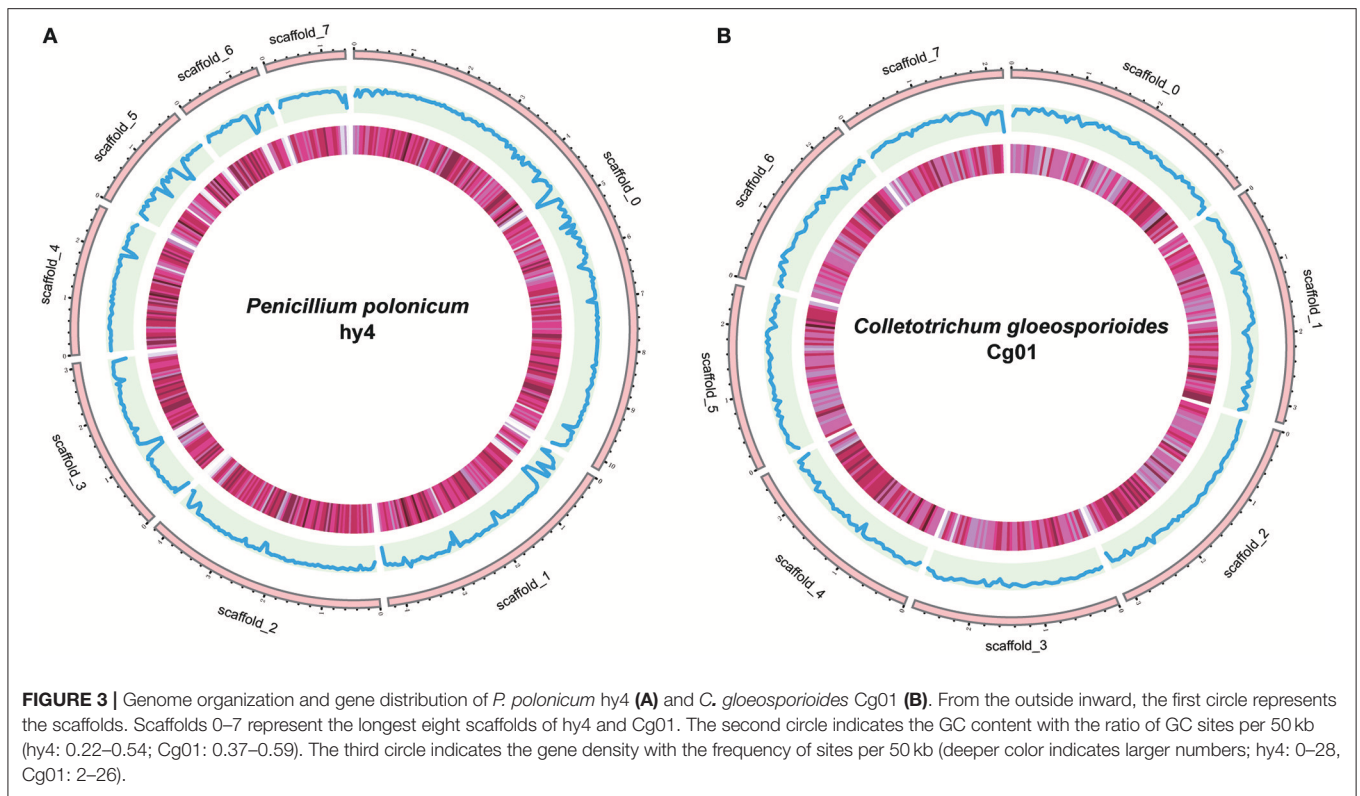 A
B
scaffold_0
scaffold_1
scaffold_2
scaffold_3
scaffold_4
scaffold_5
scaffold_6
scaffold_7
Penicillium polonicum
hy4
scaffold_0
scaffold_1
scaffold_2
scaffold_3
scaffold_4
scaffold_5
scaffold_6
scaffold_7
Colletotrichum gloeosporioides
Cg01
FIGURE 3 | Genome organization and gene distribution of P. polonicum hy4 (A) and C. gloeosporioides Cg01 (B). From the outside inward, the first circle represents
the scaffolds. Scaffolds 0–7 represent the longest eight scaffolds of hy4 and Cg01. The second circle indicates the GC content with the ratio of GC sites per 50 kb
(hy4: 0.22–0.54; Cg01: 0.37–0.59). The third circle indicates the gene density with the frequency of sites per 50 kb (deeper color indicates larger numbers; hy4: 0–28,
Cg01: 2–26).